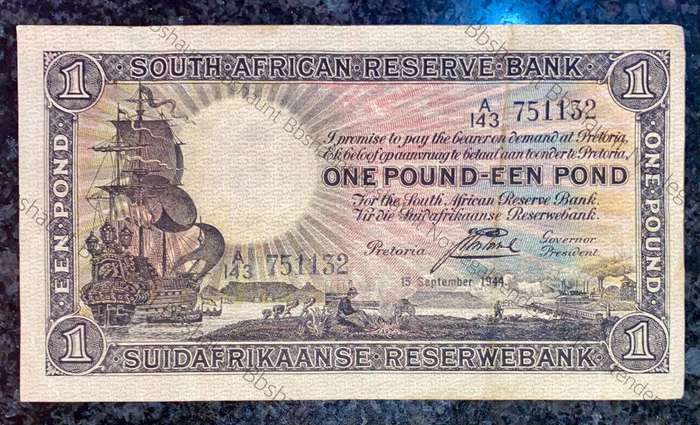 1 SOUTH·AFRICAN·RESERVE·BANK 1
A/143 751132
I promise to pay the bearer on demand at Pretoria,
Ek beloof op aanvraag te betaal aan toonder te Pretoria,
ONE POUND-EEN POND
For the South African Reserve Bank.
Vir die Suidafrikaanse Reserwebank.
Pretoria
Governor
President
A/143 751132
15 September 1944
EEN·POND
ONE·POUND
1 SUIDAFRIKAANSE·RESERWEBANK 1
Bbshaunt